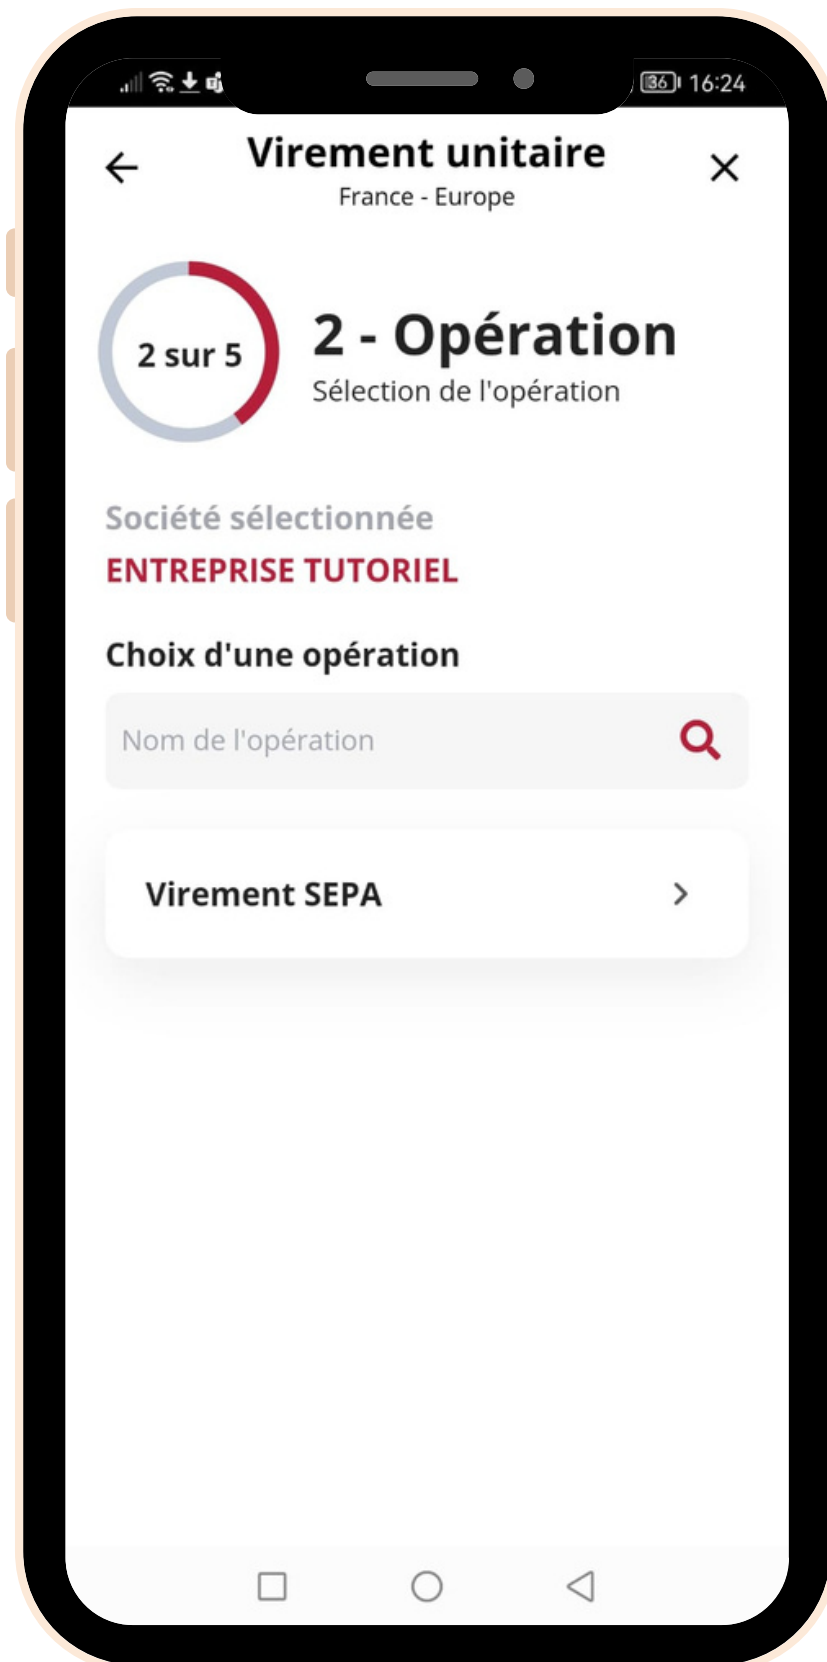 36 16:24
Virement unitaire
France - Europe
2 sur 5
2 - Opération
Sélection de l'opération
Société sélectionnée
ENTREPRISE TUTORIEL
Choix d'une opération
Nom de l'opération
Virement SEPA